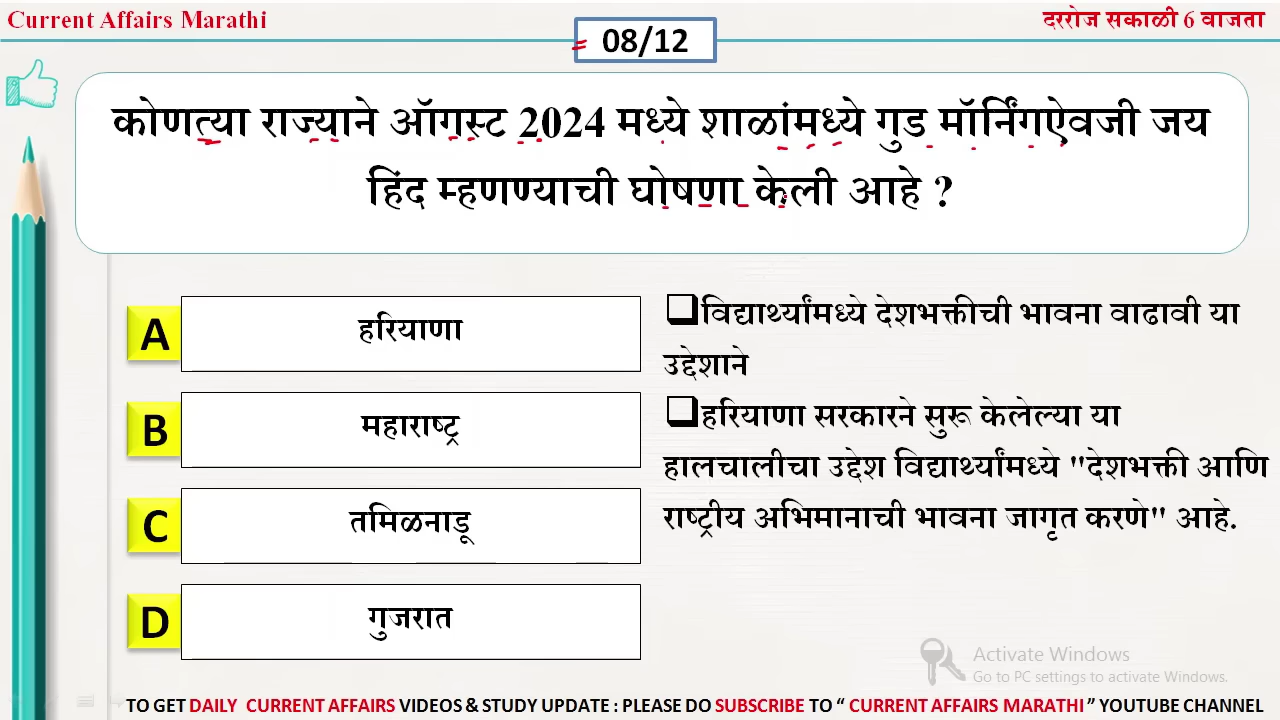 Current Affairs Marathi
दररोज सकाळी 6 वाजता
08/12
कोणत्या राज्याने ऑगस्ट 2024 मध्ये शाळांमध्ये गुड मॉर्निंगऐवजी जय
हिंद म्हणण्याची घोषणा केली आहे ?
A हरियाणा
B महाराष्ट्र
C तमिळनाडू
D गुजरात
विद्यार्थ्यांमध्ये देशभक्तीची भावना वाढावी या
उद्देशाने
हरियाणा सरकारने सुरू केलेल्या या
हालचालीचा उद्देश विद्यार्थ्यांमध्ये "देशभक्ती आणि
राष्ट्रीय अभिमानाची भावना जागृत करणे" आहे.
Activate Windows
Go to PC settings to activate Windows.
TO GET DAILY CURRENT AFFAIRS VIDEOS & STUDY UPDATE : PLEASE DO SUBSCRIBE TO “ CURRENT AFFAIRS MARATHI ” YOUTUBE CHANNEL